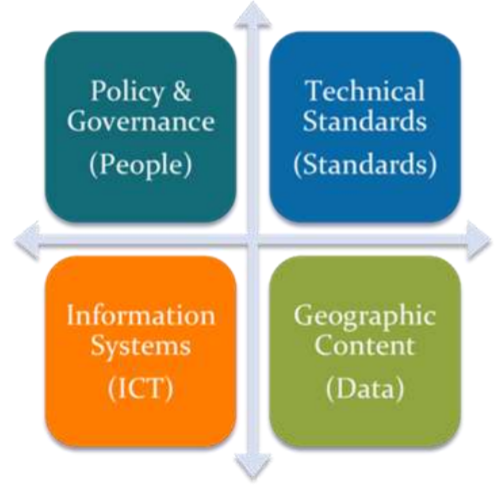 Policy &
Governance
(People)
Technical
Standards
(Standards)
Information
Systems
(ICT)
Geographic
Content
(Data)